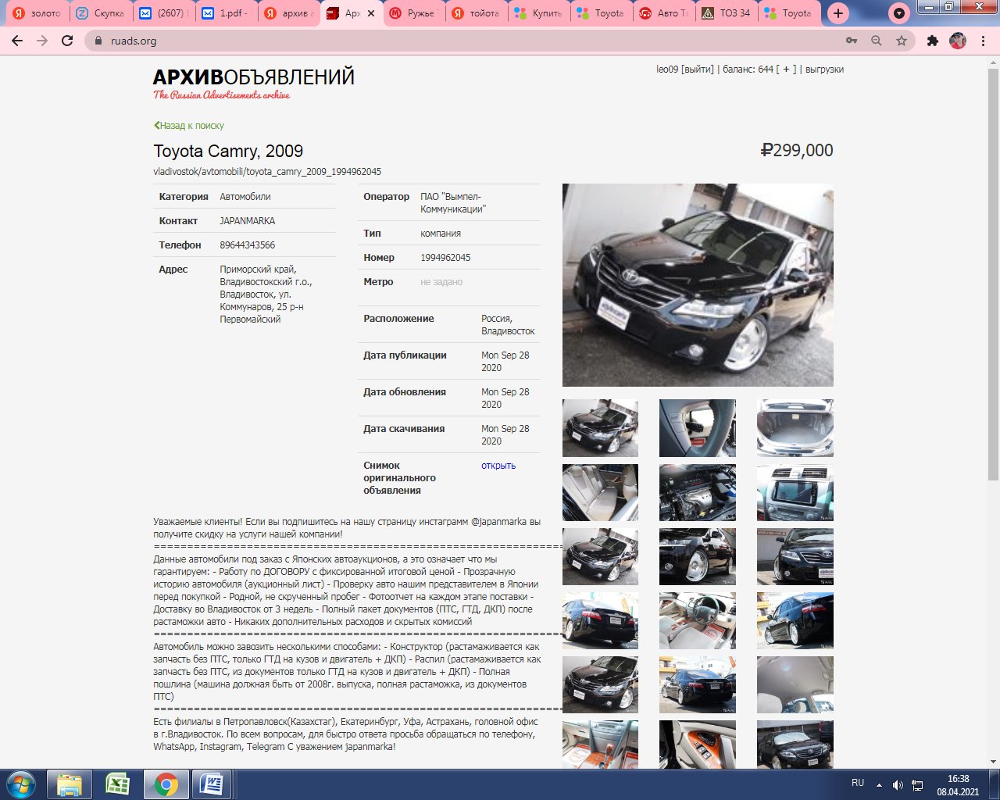 золото
Скупка
(2607)
1.pdf -
архив
Арх
Ружье
тойота
Купить
Toyota
Авто Т
ТОЗ 34
Toyota
ruads.org
АРХИВОБЪЯВЛЕНИЙ
The Russian Advertisements archive
leo09 [выйти] | баланс: 644 [ + ] | выгрузки
Назад к поиску
Toyota Camry, 2009
₽299,000
vladivostok/avtomobili/toyota_camry_2009_1994962045
Категория Автомобили
Контакт JAPANMARKA
Телефон 89644343566
Адрес Приморский край,
Владивостокский г.о.,
Владивосток, ул.
Коммунаров, 25 р-н
Первомайский
Оператор ПАО "Вымпел-
Коммуникации"
Тип компания
Номер 1994962045
Метро не задано
Расположение Россия,
Владивосток
Дата публикации Mon Sep 28
2020
Дата обновления Mon Sep 28
2020
Дата скачивания Mon Sep 28
2020
Снимок открыть
оригинального
объявления
Уважаемые клиенты! Если вы подпишитесь на нашу страницу инстаграмм @japanmarka вы
получите скидку на услуги нашей компании!
Данные автомобили под заказ с Японских автоаукционов, а это означает что мы
гарантируем: - Работу по ДОГОВОРУ с фиксированной итоговой ценой - Прозрачную
историю автомобиля (аукционный лист) - Проверку авто нашим представителем в Японии
перед покупкой - Родной, не скрученный пробег - Фотоотчет на каждом этапе поставки -
Доставку во Владивосток от 3 недель - Полный пакет документов (ПТС, ГТД, ДКП) после
растаможки авто - Никаких дополнительных расходов и скрытых комиссий
Автомобиль можно завозить несколькими способами: - Конструктор (растамаживается как
запчасть без ПТС, только ГТД на кузов и двигатель + ДКП) - Распил (растамаживается как
запчасть без ПТС, из документов только ГТД на кузов и двигатель + ДКП) - Полная
пошлина (машина должная быть от 2008г. выпуска, полная растаможка, из документов
ПТС)
Есть филиалы в Петропавловск(Казахстаг), Екатеринбург, Уфа, Астрахань, головной офис
в г.Владивосток. По всем вопросам, для быстро ответа просьба обращаться по телефону,
WhatsApp, Instagram, Telegram С уважением japanmarka!
RU
16:38
08.04.2021